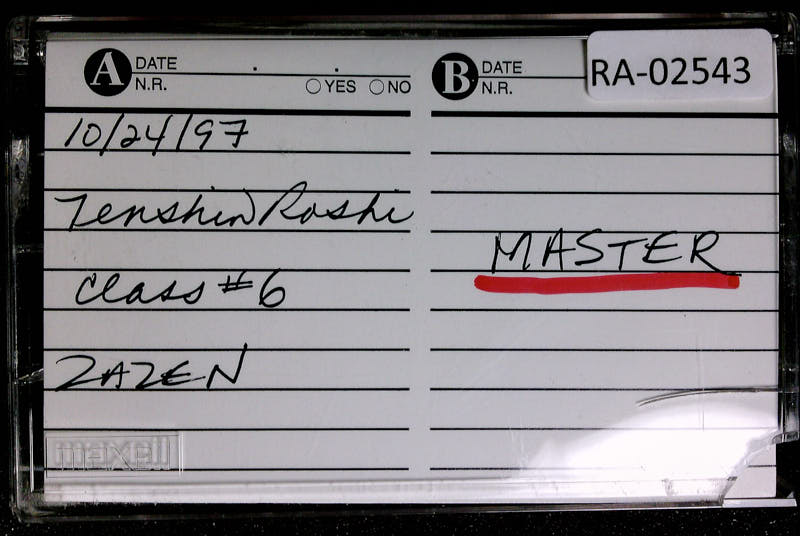 A DATE
N.R. ○YES ○NO
10/24/97
Tenshin Roshi
Class #6
ZAZEN
maxell
B DATE
N.R.
RA-02543
MASTER